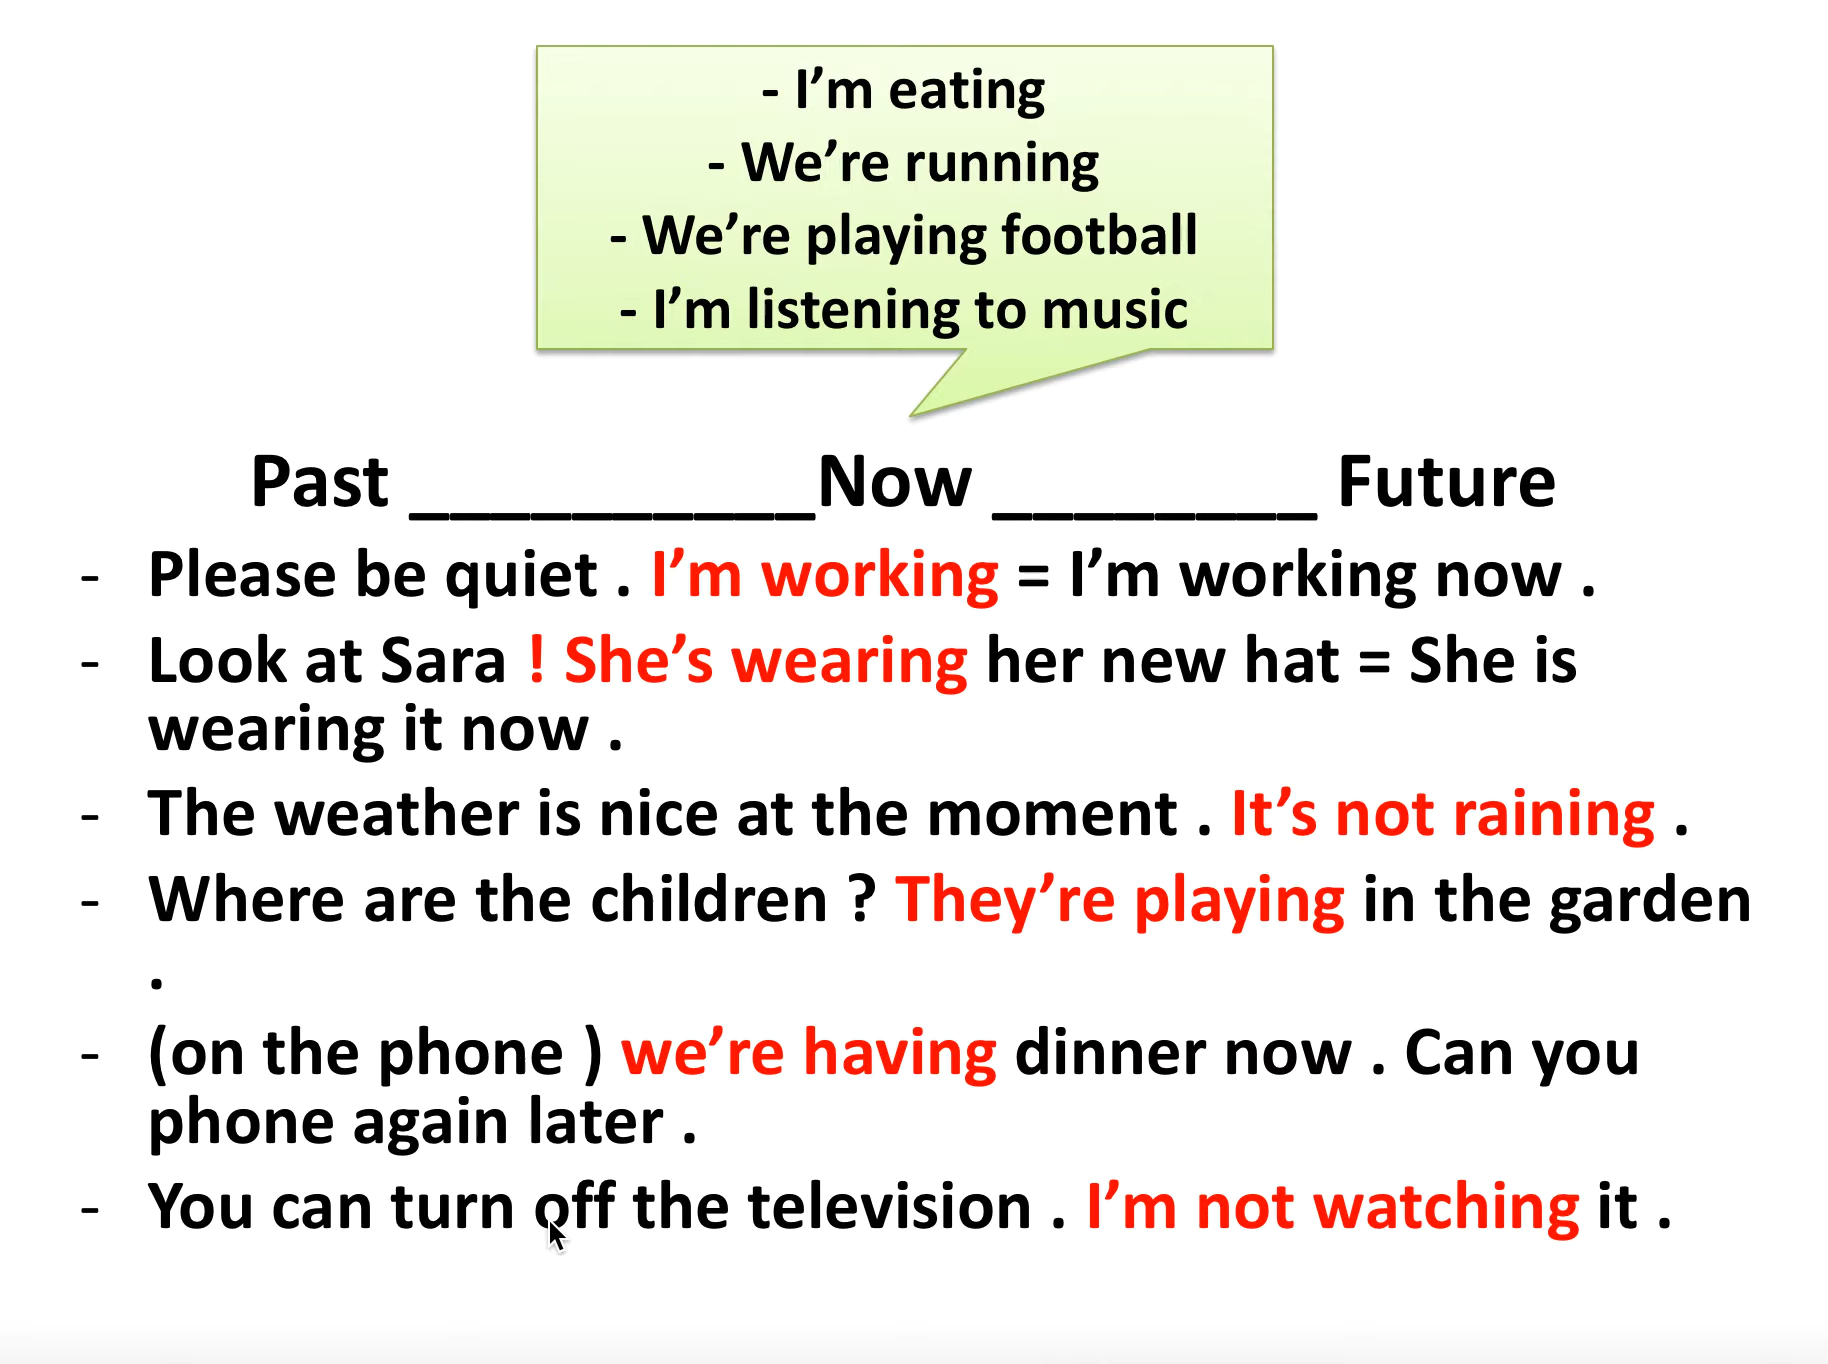 - I’m eating
- We’re running
- We’re playing football
- I’m listening to music
Past __________Now ________ Future
- Please be quiet . I’m working = I’m working now .
- Look at Sara ! She’s wearing her new hat = She is
wearing it now .
- The weather is nice at the moment . It’s not raining .
- Where are the children ? They’re playing in the garden
.
- (on the phone ) we’re having dinner now . Can you
phone again later .
- You can turn off the television . I’m not watching it .